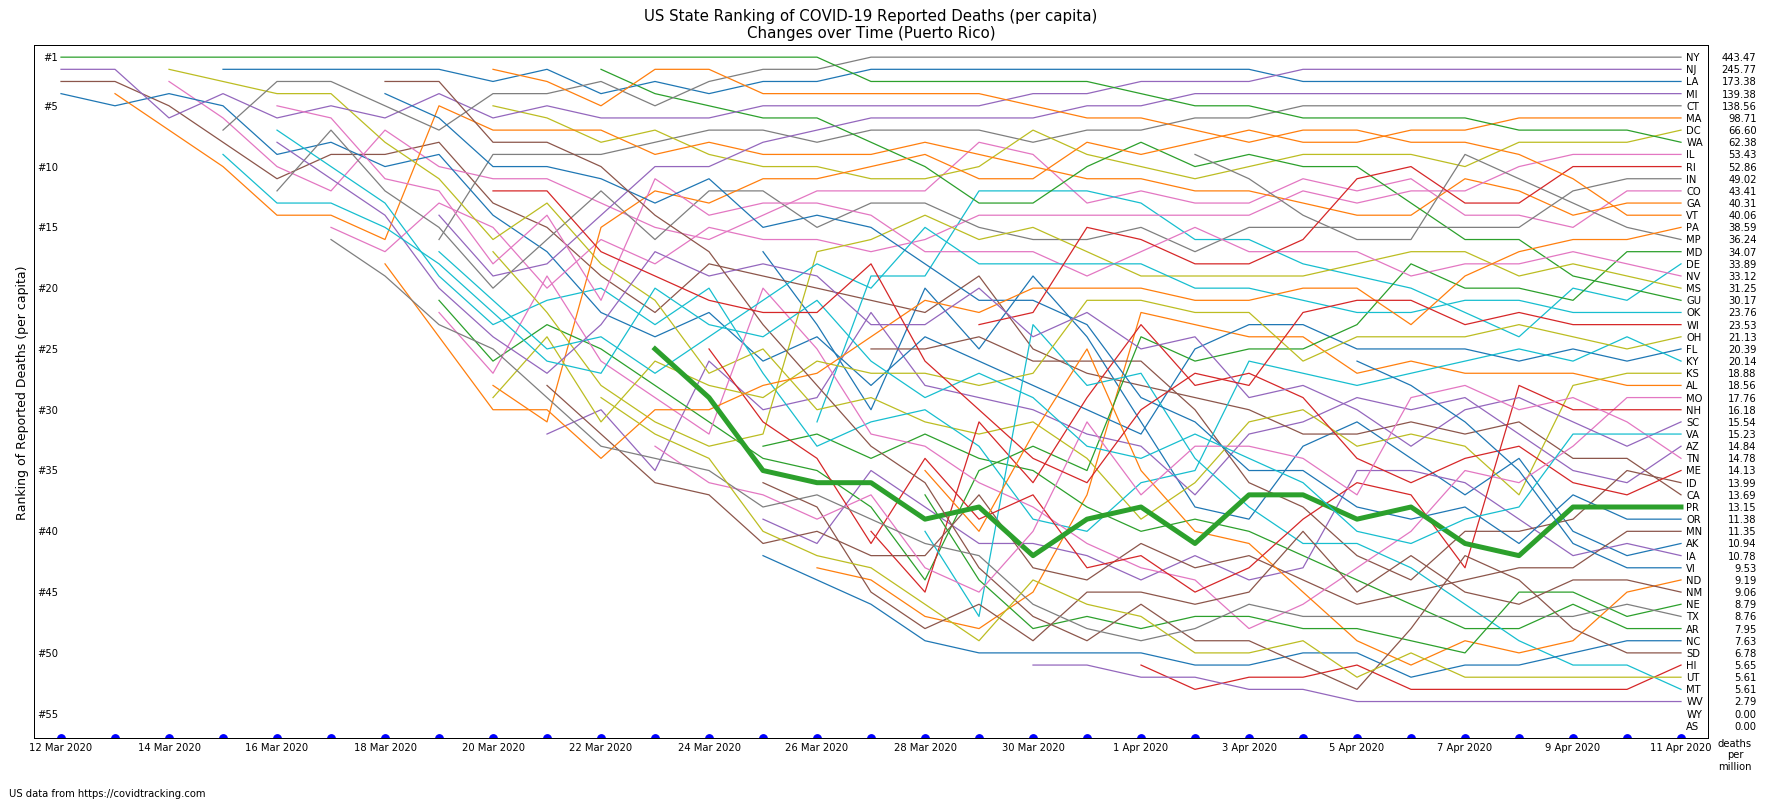 US State Ranking of COVID-19 Reported Deaths (per capita)
Changes over Time (Puerto Rico)
Ranking of Reported Deaths (per capita)
#1
#5
#10
#15
#20
#25
#30
#35
#40
#45
#50
#55
NY 443.47
NJ 245.77
LA 173.38
MI 139.38
CT 138.56
MA 98.71
DC 66.60
WA 62.38
IL 53.43
RI 52.86
IN 49.02
CO 43.41
GA 40.31
VT 40.06
PA 38.59
MP 36.24
MD 34.07
DE 33.89
NV 33.12
MS 31.25
GU 30.17
OK 23.76
WI 23.53
OH 21.13
FL 20.39
KY 20.14
KS 18.88
AL 18.56
MO 17.76
NH 16.18
SC 15.54
VA 15.23
AZ 14.84
TN 14.78
ME 14.13
ID 13.99
CA 13.69
PR 13.15
OR 11.38
MN 11.35
AK 10.94
IA 10.78
VI 9.53
ND 9.19
NM 9.06
NE 8.79
TX 8.76
AR 7.95
NC 7.63
SD 6.78
HI 5.65
UT 5.61
MT 5.61
WV 2.79
WY 0.00
AS 0.00
12 Mar 2020 14 Mar 2020 16 Mar 2020 18 Mar 2020 20 Mar 2020 22 Mar 2020 24 Mar 2020 26 Mar 2020 28 Mar 2020 30 Mar 2020 1 Apr 2020 3 Apr 2020 5 Apr 2020 7 Apr 2020 9 Apr 2020 11 Apr 2020
deaths
per
million
US data from https://covidtracking.com